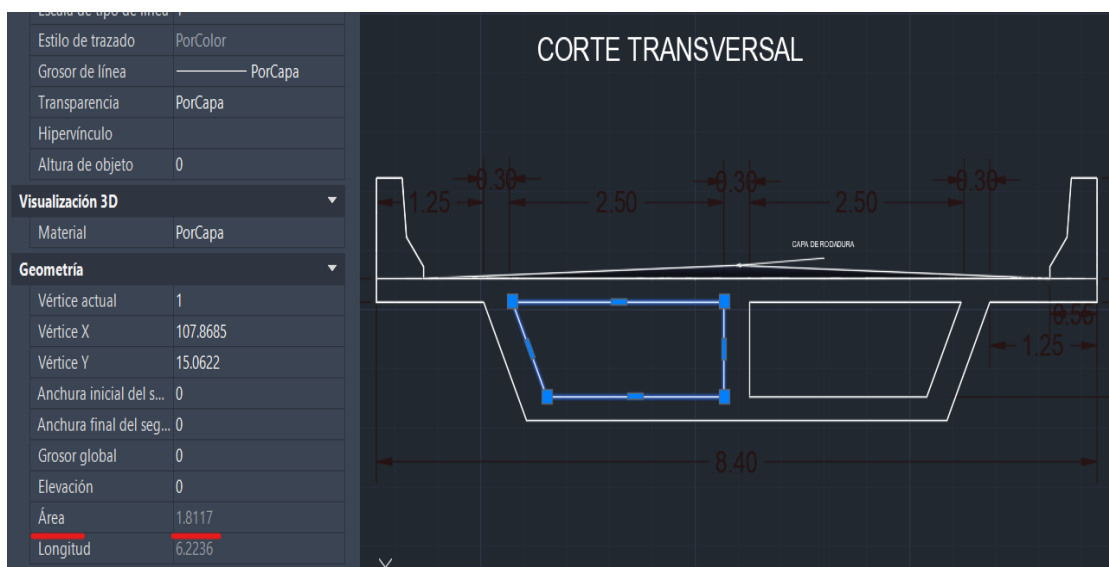 Escala de tipo de línea 1
Estilo de trazado PorColor
Grosor de línea PorCapa
Transparencia PorCapa
Hipervínculo
Altura de objeto 0
Visualización 3D
Material PorCapa
Geometría
Vértice actual 1
Vértice X 107.8685
Vértice Y 15.0622
Anchura inicial del s... 0
Anchura final del seg... 0
Grosor global 0
Elevación 0
Área 1.8117
Longitud 6.2236
CORTE TRANSVERSAL
0.30 0.30 0.30
1.25 2.50 2.50
CAPA DE RODADURA
0.55
1.25
8.40